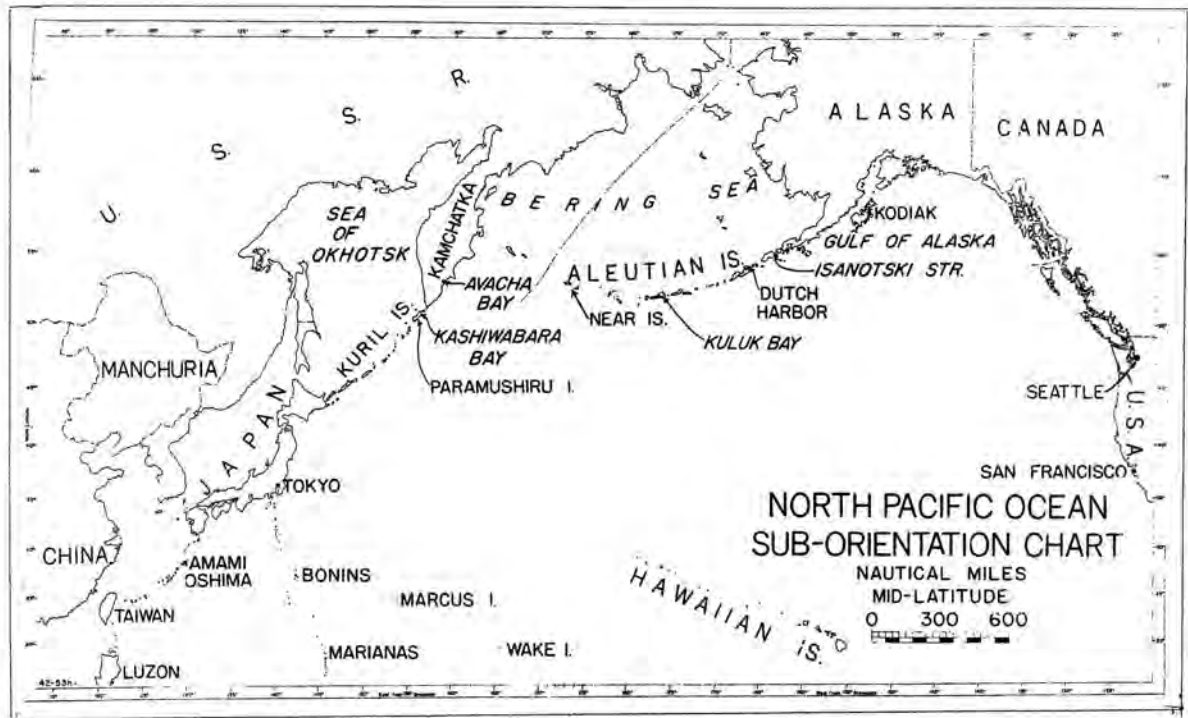 U. S. S. R.
ALASKA
CANADA
BERING SEA
SEA
OF
OKHOTSK
KAMCHATKA
KODIAK
GULF OF ALASKA
ISANOTSKI STR.
ALEUTIAN IS.
AVACHA
BAY
DUTCH
HARBOR
NEAR IS.
KULUK BAY
KURIL IS.
KASHIWABARA
BAY
PARAMUSHIRU I.
MANCHURIA
SEATTLE
U.S.A.
JAPAN
SAN FRANCISCO
TOKYO
NORTH PACIFIC OCEAN
SUB-ORIENTATION CHART
NAUTICAL MILES
MID-LATITUDE
0 300 600
CHINA
AMAMI
OSHIMA
BONINS
MARCUS I.
HAWAIIAN IS.
TAIWAN
MARIANAS
WAKE I.
LUZON
42-53h.